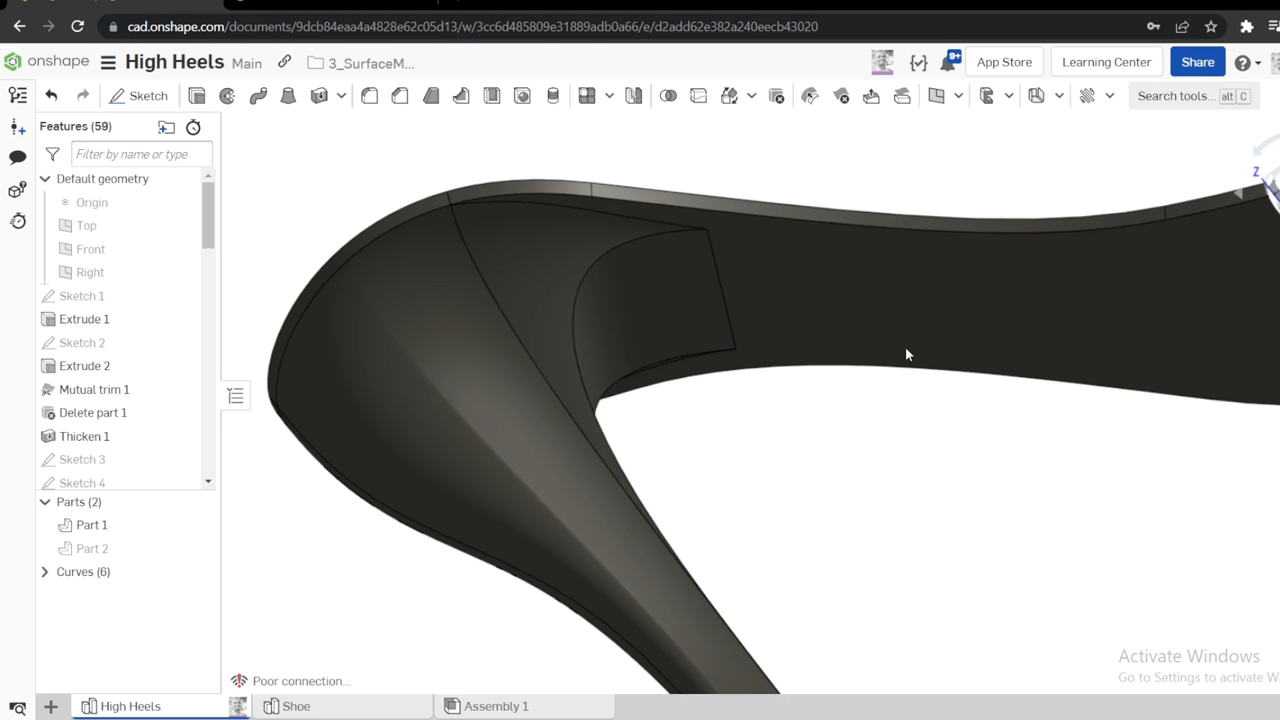 cad.onshape.com/documents/9dcb84eaa4a4828e62c05d13/w/3cc6d485809e31889adb0a66/e/d2add62e382a240eecb43020
onshape High Heels Main 3_SurfaceM... 9+ App Store Learning Center Share
Sketch Search tools... alt C
Features (59)
Filter by name or type
Default geometry
Origin
Top
Front
Right
Sketch 1
Extrude 1
Sketch 2
Extrude 2
Mutual trim 1
Delete part 1
Thicken 1
Sketch 3
Sketch 4
Parts (2)
Part 1
Part 2
Curves (6)
Z
Poor connection...
Activate Windows
Go to Settings to activate W
High Heels Shoe Assembly 1